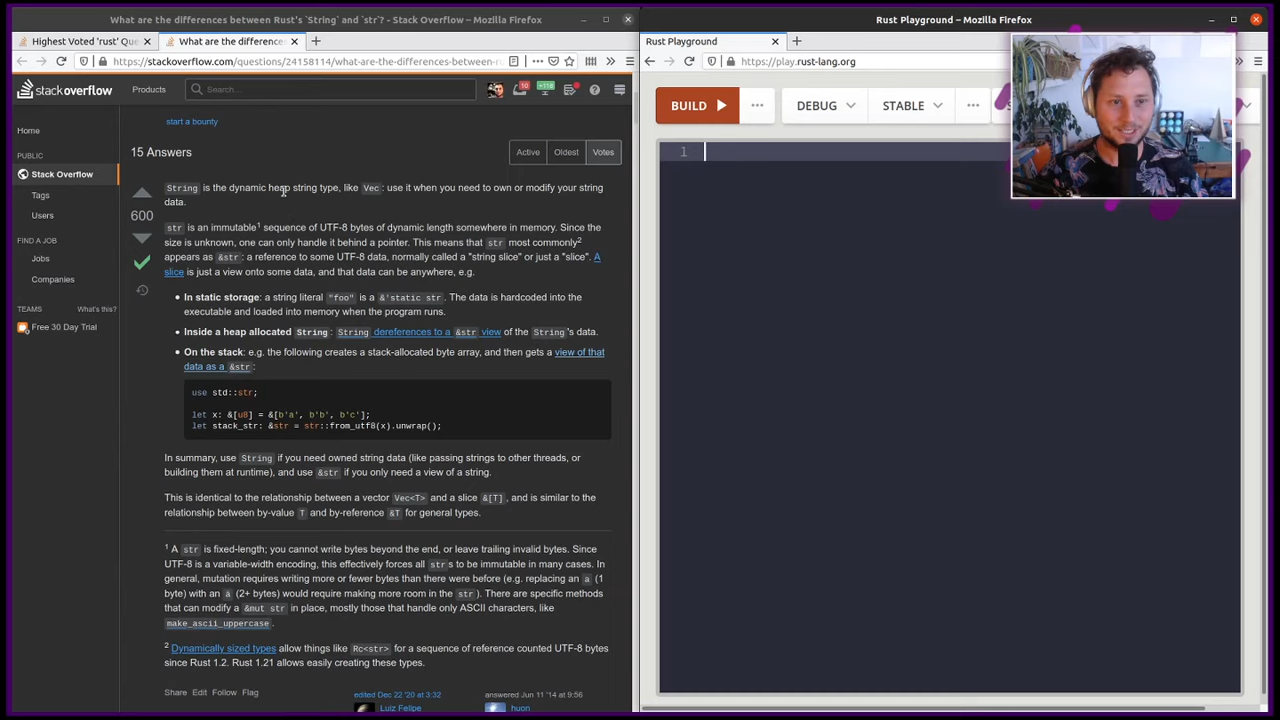 What are the differences between Rust's `String` and `str`? - Stack Overflow - Mozilla Firefox
Highest Voted 'rust' Que
What are the difference
https://stackoverflow.com/questions/24158114/what-are-the-differences-between-r
stackoverflow
Products
Search...
10
+118
start a bounty
Home
15 Answers
Active
Oldest
Votes
PUBLIC
Stack Overflow
Tags
Users
FIND A JOB
Jobs
Companies
TEAMS
What's this?
Free 30 Day Trial
600
String is the dynamic heap string type, like Vec: use it when you need to own or modify your string
data.
str is an immutable1 sequence of UTF-8 bytes of dynamic length somewhere in memory. Since the
size is unknown, one can only handle it behind a pointer. This means that str most commonly2
appears as &str: a reference to some UTF-8 data, normally called a "string slice" or just a "slice". A
slice is just a view onto some data, and that data can be anywhere, e.g.
• In static storage: a string literal "foo" is a &'static str. The data is hardcoded into the
executable and loaded into memory when the program runs.
• Inside a heap allocated String: String dereferences to a &str view of the String's data.
• On the stack: e.g. the following creates a stack-allocated byte array, and then gets a view of that
data as a &str:
use std::str;
let x: &[u8] = &[b'a', b'b', b'c'];
let stack_str: &str = str::from_utf8(x).unwrap();
In summary, use String if you need owned string data (like passing strings to other threads, or
building them at runtime), and use &str if you only need a view of a string.
This is identical to the relationship between a vector Vec<T> and a slice &[T], and is similar to the
relationship between by-value T and by-reference &T for general types.
1 A str is fixed-length; you cannot write bytes beyond the end, or leave trailing invalid bytes. Since
UTF-8 is a variable-width encoding, this effectively forces all strs to be immutable in many cases. In
general, mutation requires writing more or fewer bytes than there were before (e.g. replacing an a (1
byte) with an ä (2+ bytes) would require making more room in the str). There are specific methods
that can modify a &mut str in place, mostly those that handle only ASCII characters, like
make_ascii_uppercase.
2 Dynamically sized types allow things like Rc<str> for a sequence of reference counted UTF-8 bytes
since Rust 1.2. Rust 1.21 allows easily creating these types.
Share Edit Follow Flag
edited Dec 22 '20 at 3:32
Luiz Felipe
answered Jun 11 '14 at 9:56
huon
Rust Playground – Mozilla Firefox
Rust Playground
https://play.rust-lang.org
BUILD
DEBUG
STABLE
1